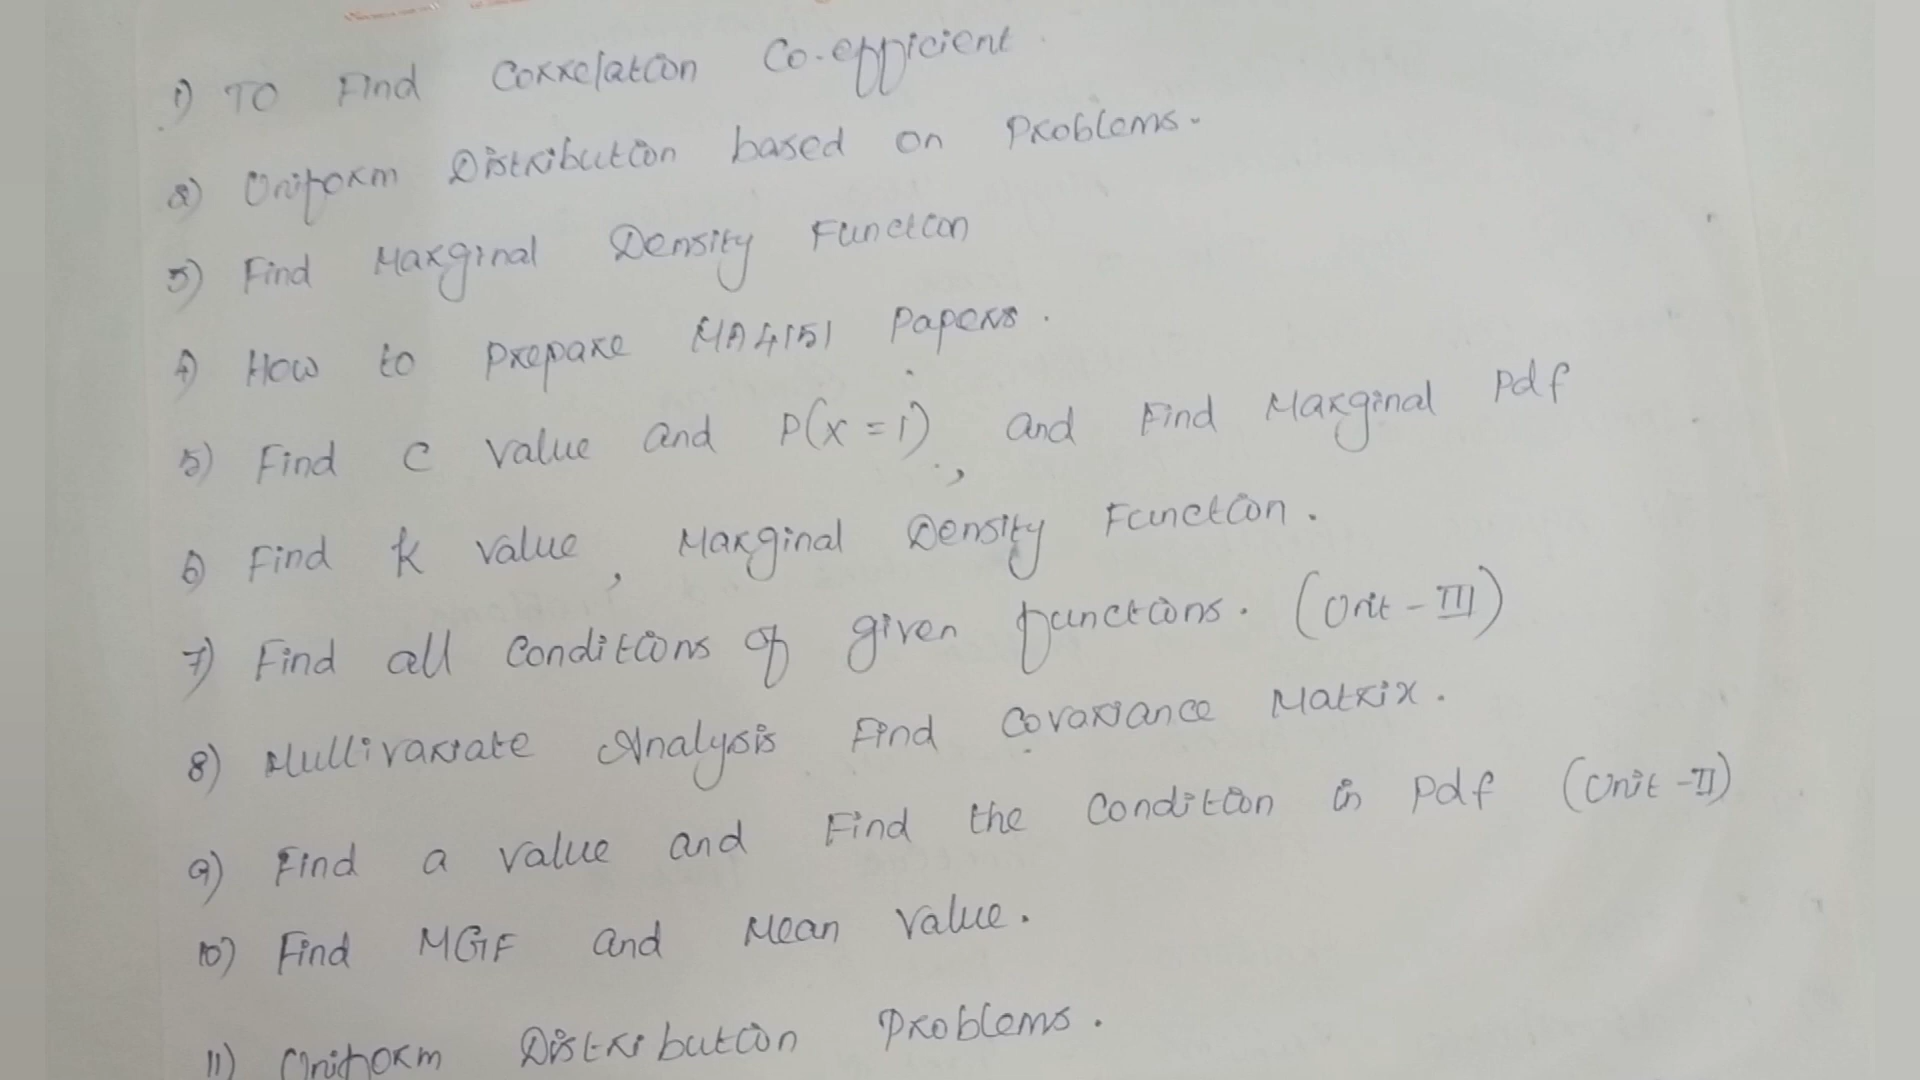 1) TO Find Correlation Co-efficient.
2) Uniform Distribution based on Problems.
3) Find Marginal Density Function
4) How to Prepare MA4151 Papers.
5) Find C value and P(x=1), and Find Marginal Pdf
6) Find k value, Marginal Density Function.
7) Find all Conditions of given functions. (Unit-III)
8) Multivariate Analysis Find Covariance Matrix.
9) Find a value and Find the Condition in Pdf (Unit-II)
10) Find MGF and Mean Value.
11) Uniform Distribution Problems.